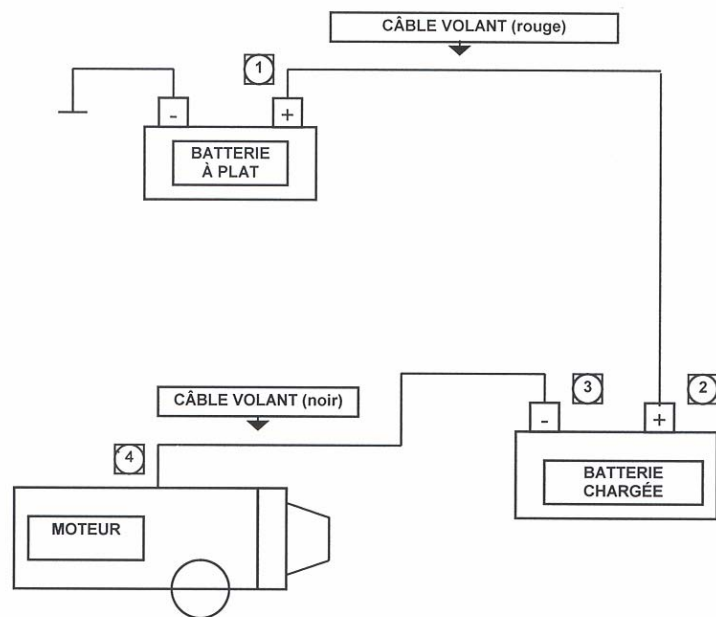 CÂBLE VOLANT (rouge)
1
- +
BATTERIE
À PLAT
CÂBLE VOLANT (noir)
3 2
4
- +
BATTERIE
CHARGÉE
MOTEUR